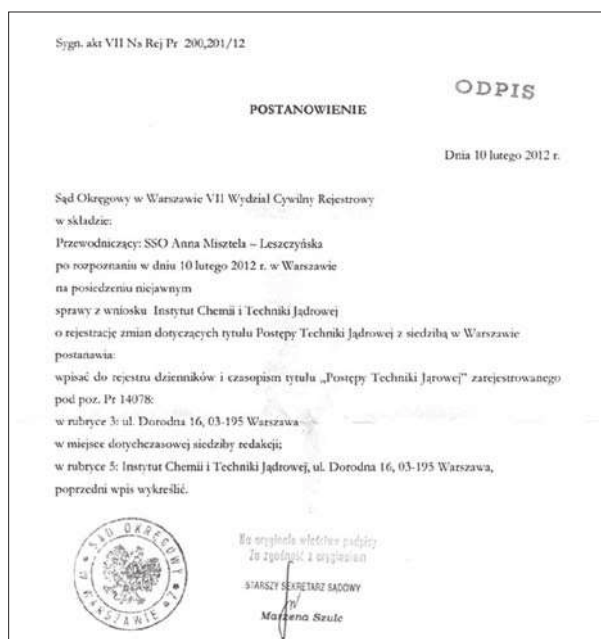 Sygn. akt VII Ns Rej Pr 200,201/12
ODPIS
POSTANOWIENIE
Dnia 10 lutego 2012 r.
Sąd Okręgowy w Warszawie VII Wydział Cywilny Rejestrowy
w składzie:
Przewodniczący: SSO Anna Misztela – Leszczyńska
po rozpoznaniu w dniu 10 lutego 2012 r. w Warszawie
na posiedzeniu niejawnym
sprawy z wniosku Instytut Chemii i Techniki Jądrowej
o rejestrację zmian dotyczących tytułu Postępy Techniki Jądrowej z siedzibą w Warszawie
postanawia:
wpisać do rejestru dzienników i czasopism tytułu „Postępy Techniki Jarowej” zarejestrowanego
pod poz. Pr 14078:
w rubryce 3: ul. Dorodna 16, 03-195 Warszawa
w miejsce dotychczasowej siedziby redakcji;
w rubryce 5: Instytut Chemii i Techniki Jądrowej, ul. Dorodna 16, 03-195 Warszawa,
poprzedni wpis wykreślić.
SĄD OKRĘGOWY W WARSZAWIE
Na oryginale właściwe podpisy
Za zgodność z oryginałem
STARSZY SEKRETARZ SĄDOWY
Marzena Szulc